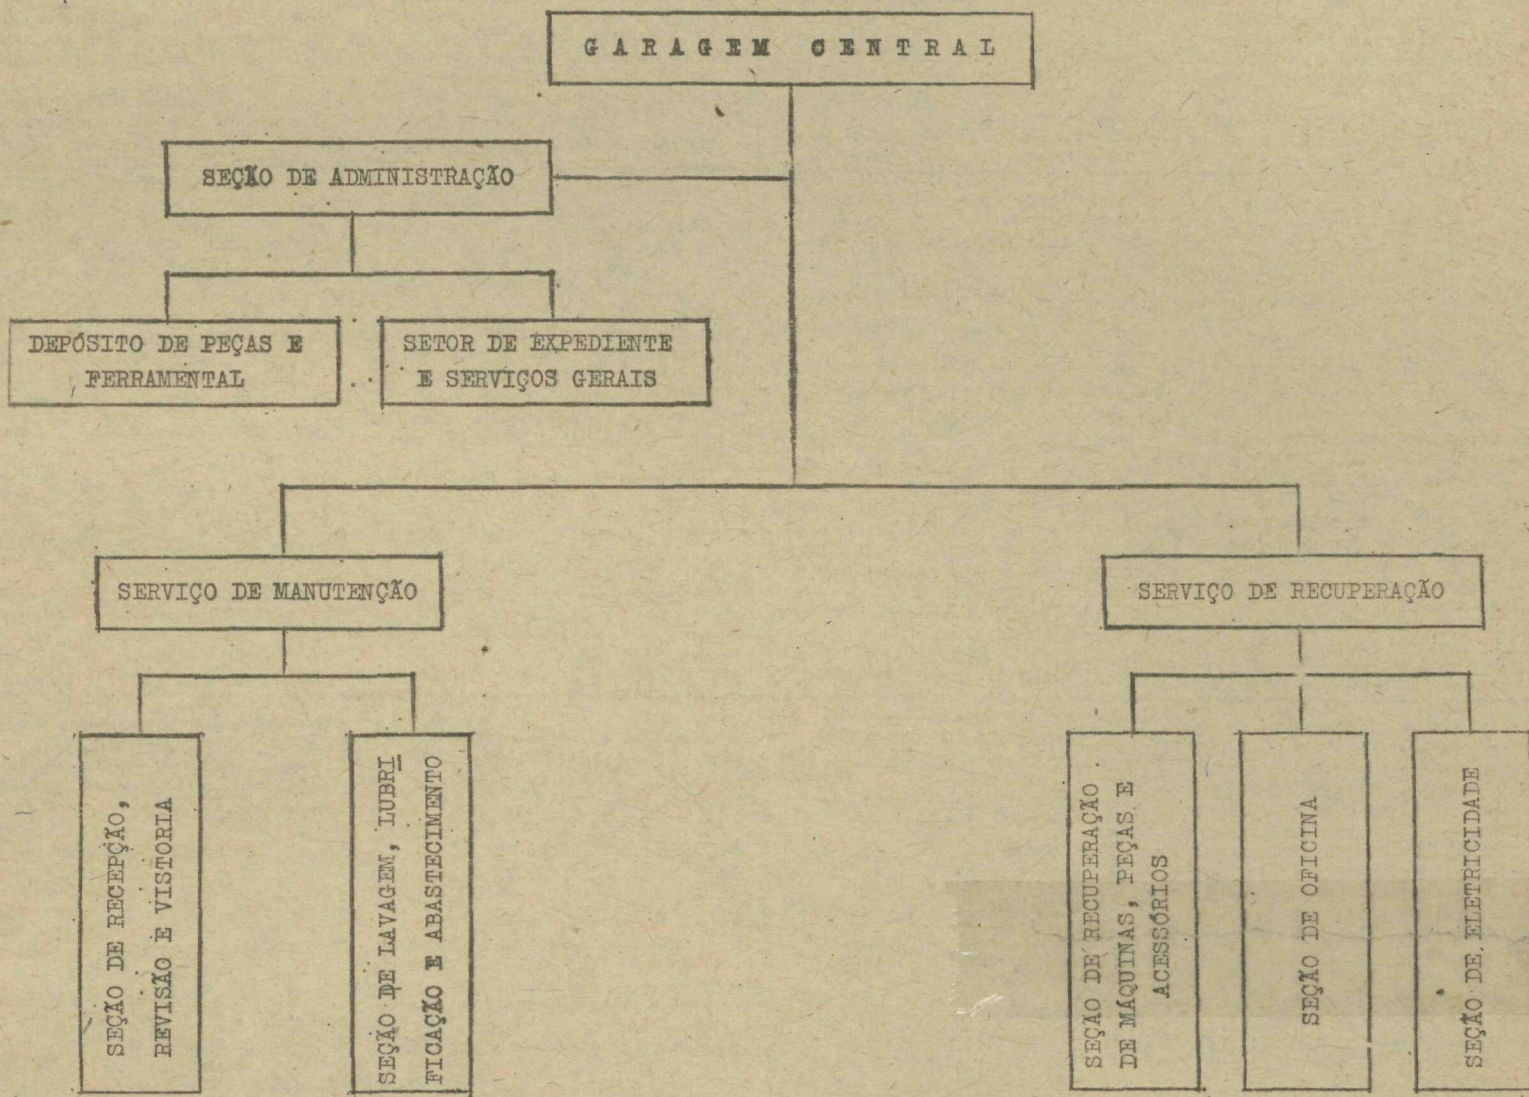 GARAGEM CENTRAL
SEÇÃO DE ADMINISTRAÇÃO
DEPÓSITO DE PEÇAS E
FERRAMENTAL
SETOR DE EXPEDIENTE
E SERVIÇOS GERAIS
SERVIÇO DE MANUTENÇÃO
SERVIÇO DE RECUPERAÇÃO
SEÇÃO DE RECEPÇÃO,
REVISÃO E VISTORIA
SEÇÃO DE LAVAGEM, LUBRI
FICAÇÃO E ABASTECIMENTO
SEÇÃO DE RECUPERAÇÃO
DE MÁQUINAS, PEÇAS E
ACESSÓRIOS
SEÇÃO DE OFICINA
SEÇÃO DE ELETRICIDADE